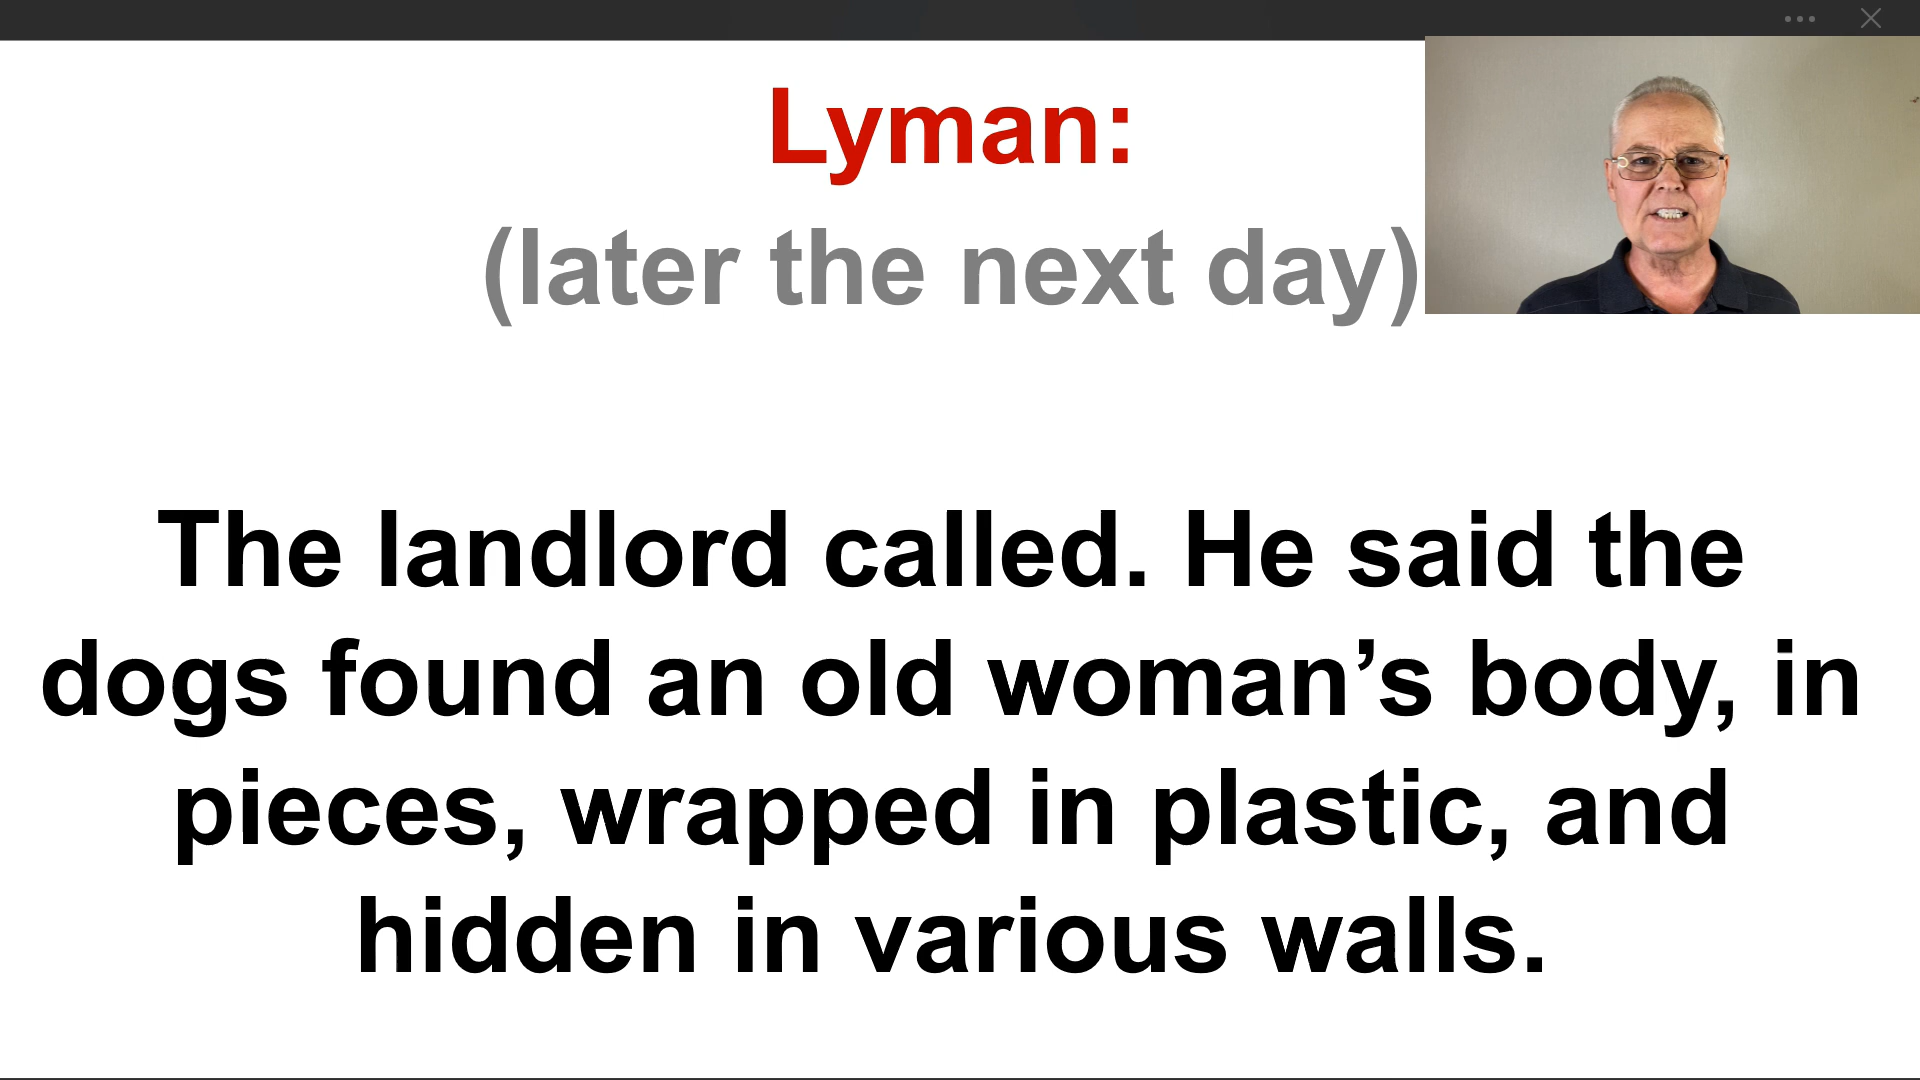 Lyman:
(later the next day)
The landlord called. He said the
dogs found an old woman’s body, in
pieces, wrapped in plastic, and
hidden in various walls.